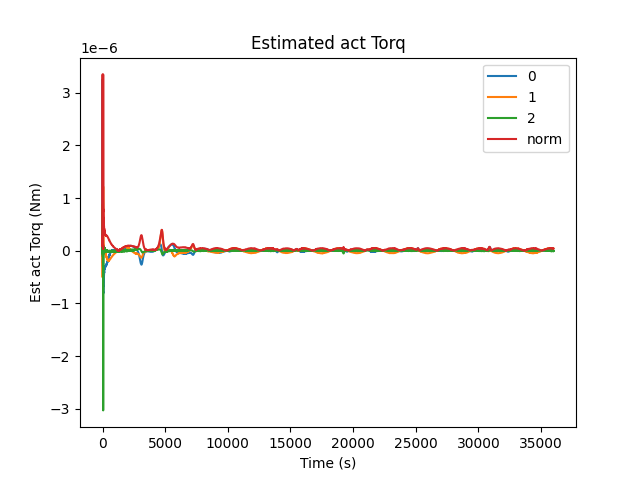 Estimated act Torq
1e−6
3
2
1
0
−1
−2
−3
Est act Torq (Nm)
0
1
2
norm
0 5000 10000 15000 20000 25000 30000 35000
Time (s)